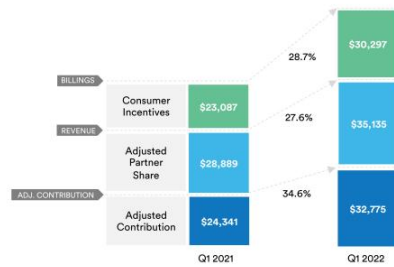 $30,297
28.7%
BILLINGS
Consumer
Incentives
$23,087
27.6%
$35,135
REVENUE
Adjusted
Partner
Share
$28,889
34.6%
ADJ. CONTRIBUTION
Adjusted
Contribution
$24,341
$32,775
Q1 2021
Q1 2022